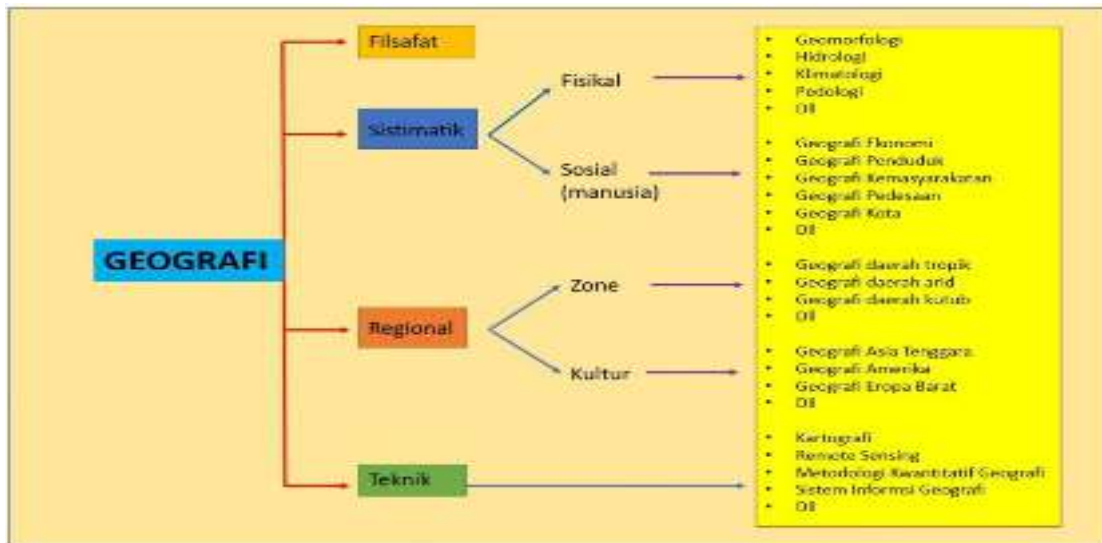 GEOGRAFI
Filsafat
Sistimatik
Fisikal
Geomorfologi
Hidrologi
Klimatologi
Pedologi
Dll
Sosial
(manusia)
Geografi Ekonomi
Geografi Penduduk
Geografi Kemasyarakatan
Geografi Pedesaan
Geografi Kota
Dll
Regional
Zone
Geografi daerah tropik
Geografi daerah arid
Geografi daerah kutub
Dll
Kultur
Geografi Asia Tenggara
Geografi Amerika
Geografi Eropa Barat
Dll
Teknik
Kartografi
Remote Sensing
Metodologi Kwantitatif Geografi
Sistem Informsi Geografi
Dll